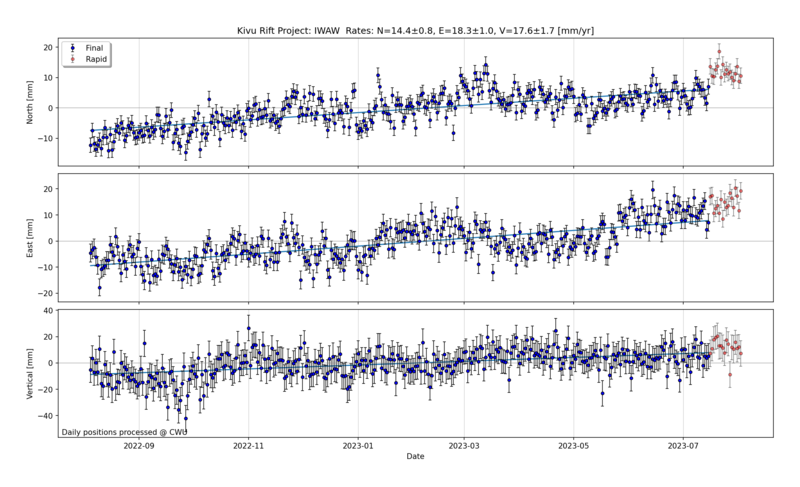 Kivu Rift Project: IWAW Rates: N=14.4±0.8, E=18.3±1.0, V=17.6±1.7 [mm/yr]
Final
Rapid
North [mm]
20
10
0
−10
East [mm]
20
10
0
−10
−20
Vertical [mm]
40
20
0
−20
−40
Daily positions processed @ CWU
2022-09 2022-11 2023-01 2023-03 2023-05 2023-07
Date